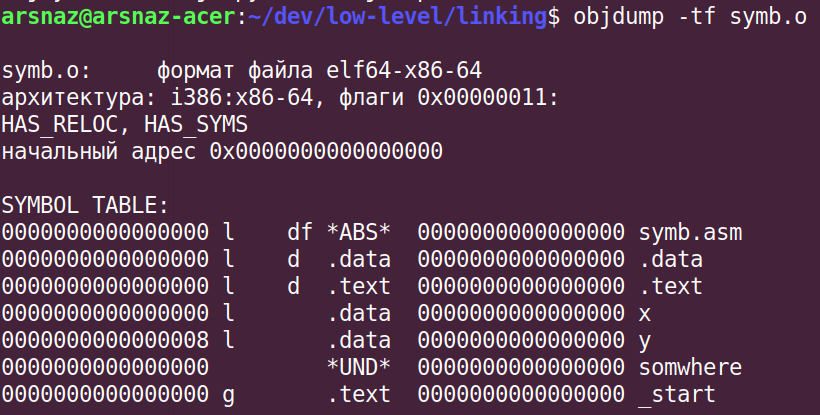 arsnaz@arsnaz-acer:~/dev/low-level/linking$ objdump -tf symb.o
symb.o:     формат файла elf64-x86-64
архитектура: i386:x86-64, флаги 0x00000011:
HAS_RELOC, HAS_SYMS
начальный адрес 0x0000000000000000
SYMBOL TABLE:
0000000000000000 l    df *ABS*  0000000000000000 symb.asm
0000000000000000 l    d  .data  0000000000000000 .data
0000000000000000 l    d  .text  0000000000000000 .text
0000000000000000 l       .data  0000000000000000 x
0000000000000008 l       .data  0000000000000000 y
0000000000000000         *UND*  0000000000000000 somwhere
0000000000000000 g       .text  0000000000000000 _start